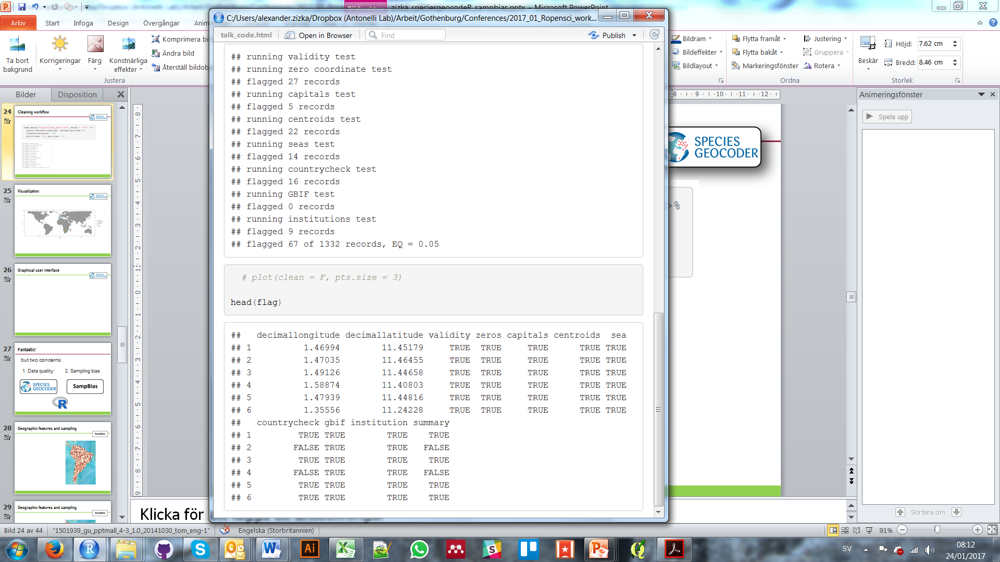 zizka_speciesgeocodeR_sampbias.pptx - Microsoft PowerPoint
Arkiv
Start
Infoga
Design
Övergångar
Ta bort bakgrund
Korrigeringar
Färg
Konstnärliga effekter
Ändra bild
Justera
C:/Users/alexander.zizka/Dropbox (Antonelli Lab)/Arbeit/Gothenburg/Conferences/2017_01_Ropensci_work...
talk_code.html
Open in Browser
Find
Publish
## running validity test
## running zero coordinate test
## flagged 27 records
## running capitals test
## flagged 5 records
## running centroids test
## flagged 22 records
## running seas test
## flagged 14 records
## running countrycheck test
## flagged 16 records
## running GBIF test
## flagged 0 records
## running institutions test
## flagged 9 records
## flagged 67 of 1332 records, EQ = 0.05
# plot(clean = F, pts.size = 3)
head(flag)
##   decimallongitude decimallatitude validity zeros capitals centroids  sea
## 1          1.46994        11.45179     TRUE  TRUE     TRUE      TRUE TRUE
## 2          1.47035        11.46455     TRUE  TRUE     TRUE      TRUE TRUE
## 3          1.49126        11.44658     TRUE  TRUE     TRUE      TRUE TRUE
## 4          1.58874        11.40803     TRUE  TRUE     TRUE      TRUE TRUE
## 5          1.47939        11.44816     TRUE  TRUE     TRUE      TRUE TRUE
## 6          1.35556        11.24228     TRUE  TRUE     TRUE      TRUE TRUE
##   countrycheck gbif institution summary
## 1         TRUE TRUE        TRUE    TRUE
## 2        FALSE TRUE        TRUE   FALSE
## 3         TRUE TRUE        TRUE    TRUE
## 4        FALSE TRUE        TRUE   FALSE
## 5         TRUE TRUE        TRUE    TRUE
## 6         TRUE TRUE        TRUE    TRUE
Bildram
Bildeffekter
Bildlayout
Flytta framåt
Flytta bakåt
Markeringsfönster
Justering
Gruppera
Rotera
Ordna
Beskär
Höjd: 7.62 cm
Bredd: 8.46 cm
Storlek
8 · 9 · 10 · 11 · 12
Animeringsfönster
Spela upp
Sortera om
SPECIES
GEOCODER
%
Bilder
Disposition
24
Cleaning workflow
25
Visualization
26
Graphical user interface
27
Fantastic!
but two concerns:
1. Data quality
2. Sampling bias
SPECIES
GEOCODER
SampBias
R
28
Geographic features and sampling
SampBias
29
Geographic features and sampling
SampBias
Klicka för
Bild 24 av 44
"1501939_gu_pptmall_4-3_1.0_20141030_tom_eng-1"
Engelska (Storbritannien)
91%
SV
08:12
24/01/2017